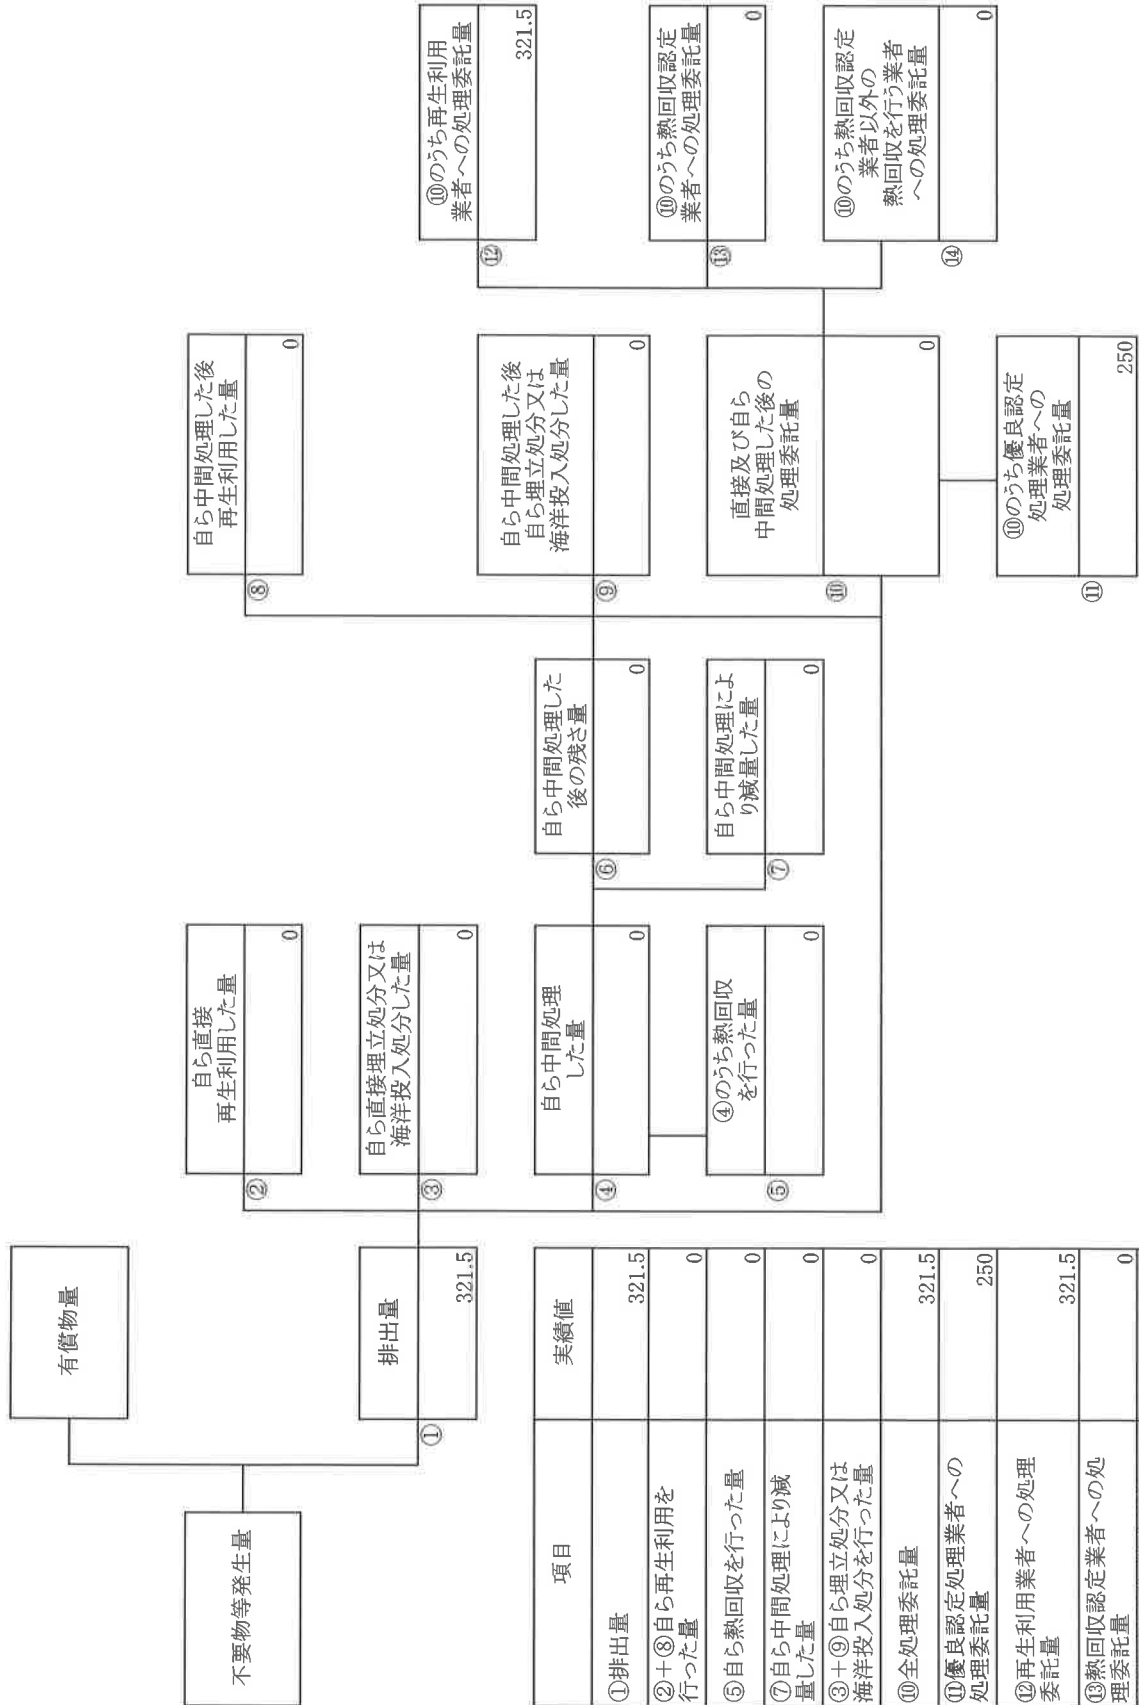 不要物等発生量
有償物量
①
排出量
321.5
②
自ら直接
再生利用した量
0
③
自ら直接埋立処分又は
海洋投入処分した量
0
④
自ら中間処理
した量
0
⑤
④のうち熱回収
を行った量
0
⑥
自ら中間処理した
後の残さ量
0
⑦
自ら中間処理によ
り減量した量
0
⑧
自ら中間処理した後
再生利用した量
0
⑨
自ら中間処理した後
自ら埋立処分又は
海洋投入処分した量
0
⑩
直接及び自ら
中間処理した後の
処理委託量
0
⑪
⑩のうち優良認定
処理業者への
処理委託量
250
⑫
⑩のうち再生利用
業者への処理委託量
321.5
⑬
⑩のうち熱回収認定
業者への処理委託量
0
⑭
⑩のうち熱回収認定
業者以外の
熱回収を行う業者
への処理委託量
0
項目 実績値
①排出量 321.5
②+⑧自ら再生利用を
行った量 0
⑤自ら熱回収を行った量 0
⑦自ら中間処理により減
量した量 0
③+⑨自ら埋立処分又は
海洋投入処分を行った量 0
⑩全処理委託量 321.5
⑪優良認定処理業者への
処理委託量 250
⑫再生利用業者への処理
委託量 321.5
⑬熱回収認定業者への処
理委託量 0